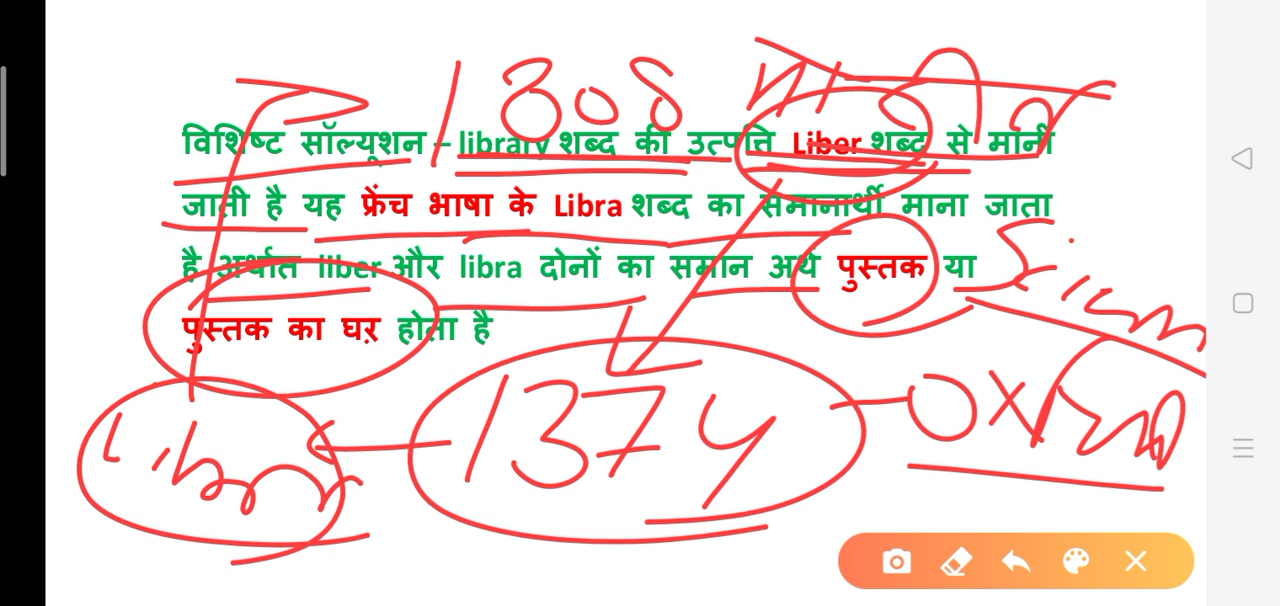 1808
विशिष्ट सॉल्यूशन – library शब्द की उत्पत्ति Liber शब्द से मानी
जाती है यह फ्रेंच भाषा के Libra शब्द का समानार्थी माना जाता
है अर्थात liber और libra दोनों का समान अर्थ पुस्तक या
पुस्तक का घऱ होता है
1374